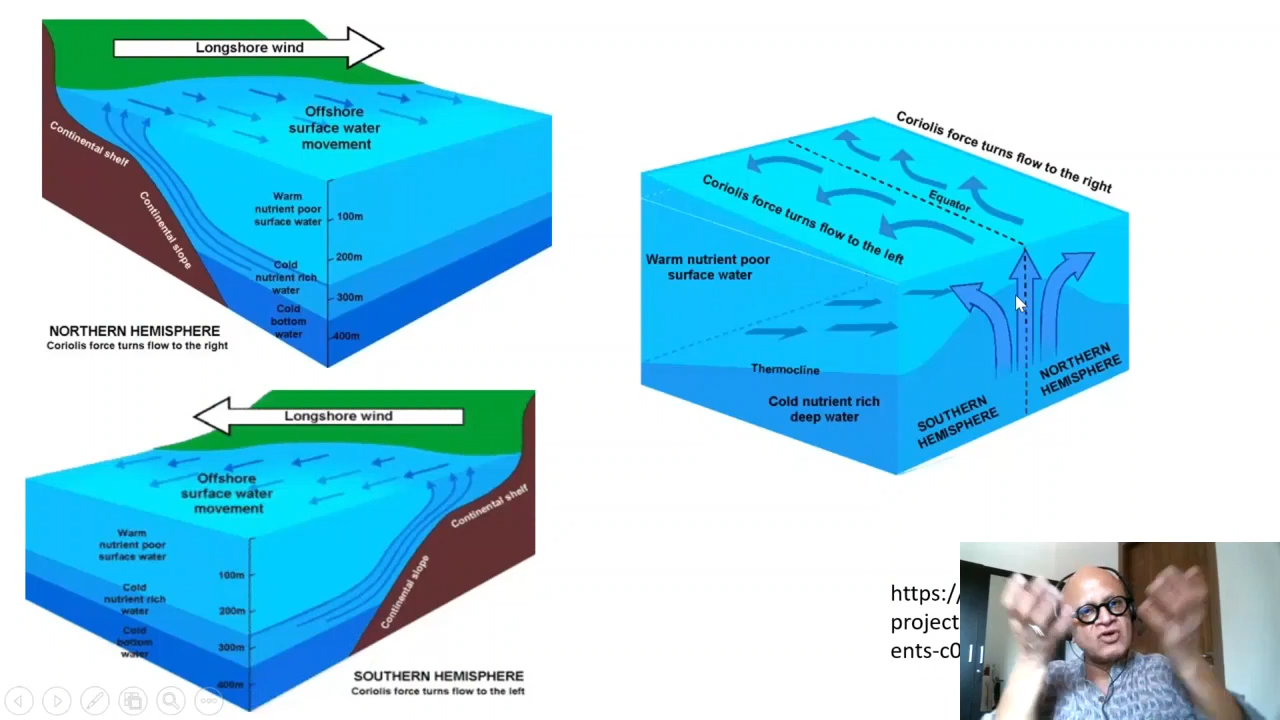 Longshore wind
Offshore
surface water
movement
Continental shelf
Continental slope
Warm
nutrient poor
surface water
100m
200m
Cold
nutrient rich
water
300m
Cold
bottom
water
400m
NORTHERN HEMISPHERE
Coriolis force turns flow to the right
Longshore wind
Offshore
surface water
movement
Continental shelf
Continental slope
Warm
nutrient poor
surface water
100m
Cold
nutrient rich
water
200m
Cold
bottom
water
300m
400m
SOUTHERN HEMISPHERE
Coriolis force turns flow to the left
Coriolis force turns flow to the right
Equator
Coriolis force turns flow to the left
Warm nutrient poor
surface water
Thermocline
Cold nutrient rich
deep water
SOUTHERN
HEMISPHERE
NORTHERN
HEMISPHERE
https:/
project
ents-c0